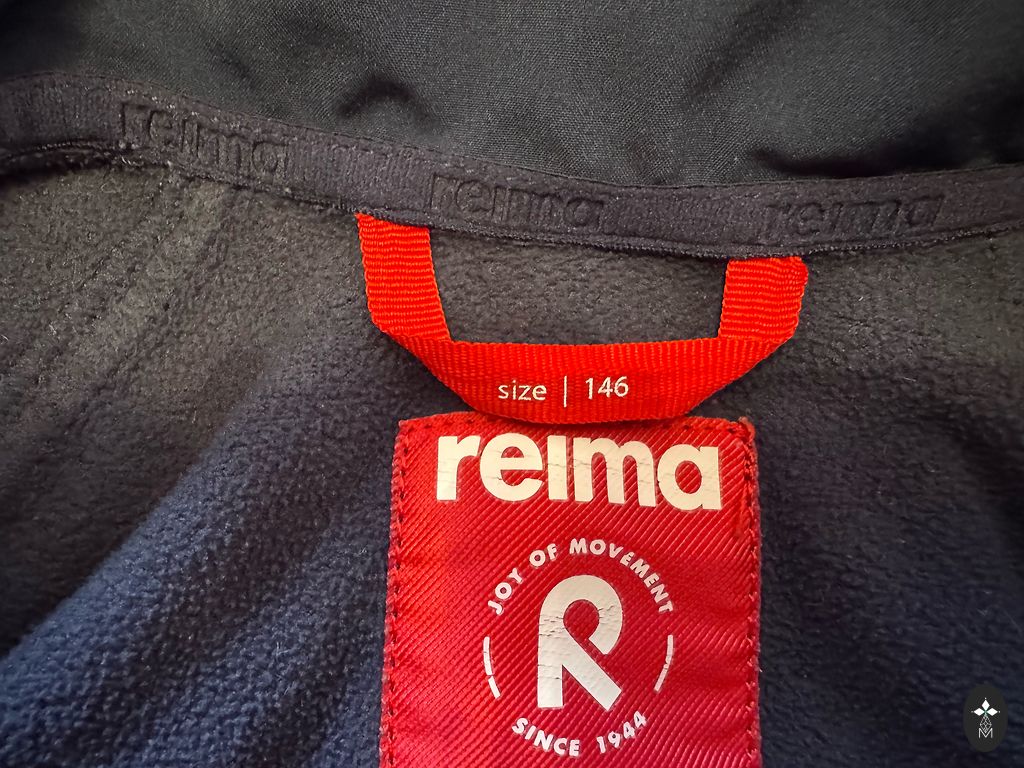 reima reima reima
size | 146
reima
JOY OF MOVEMENT
R
SINCE 1944
M